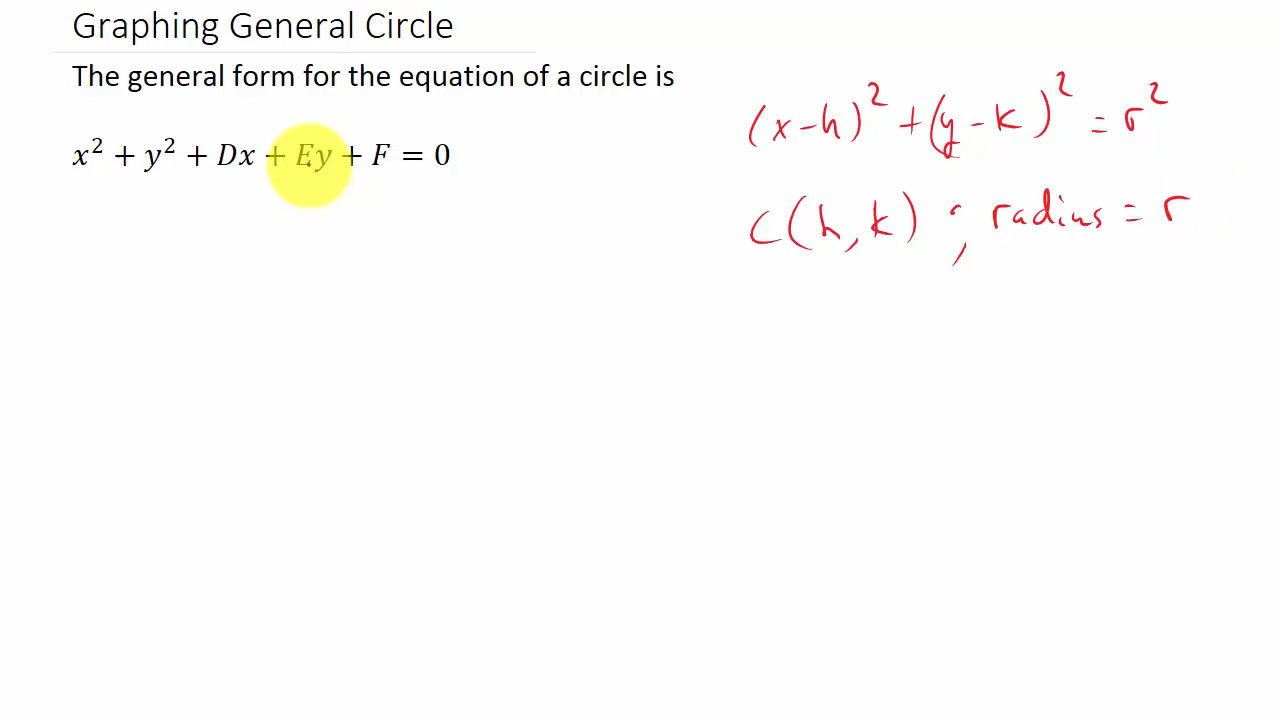 Graphing General Circle
The general form for the equation of a circle is
x² + y² + Dx + Ey + F = 0
(x-h)² + (y-k)² = r²
C(h,k) ; radius = r